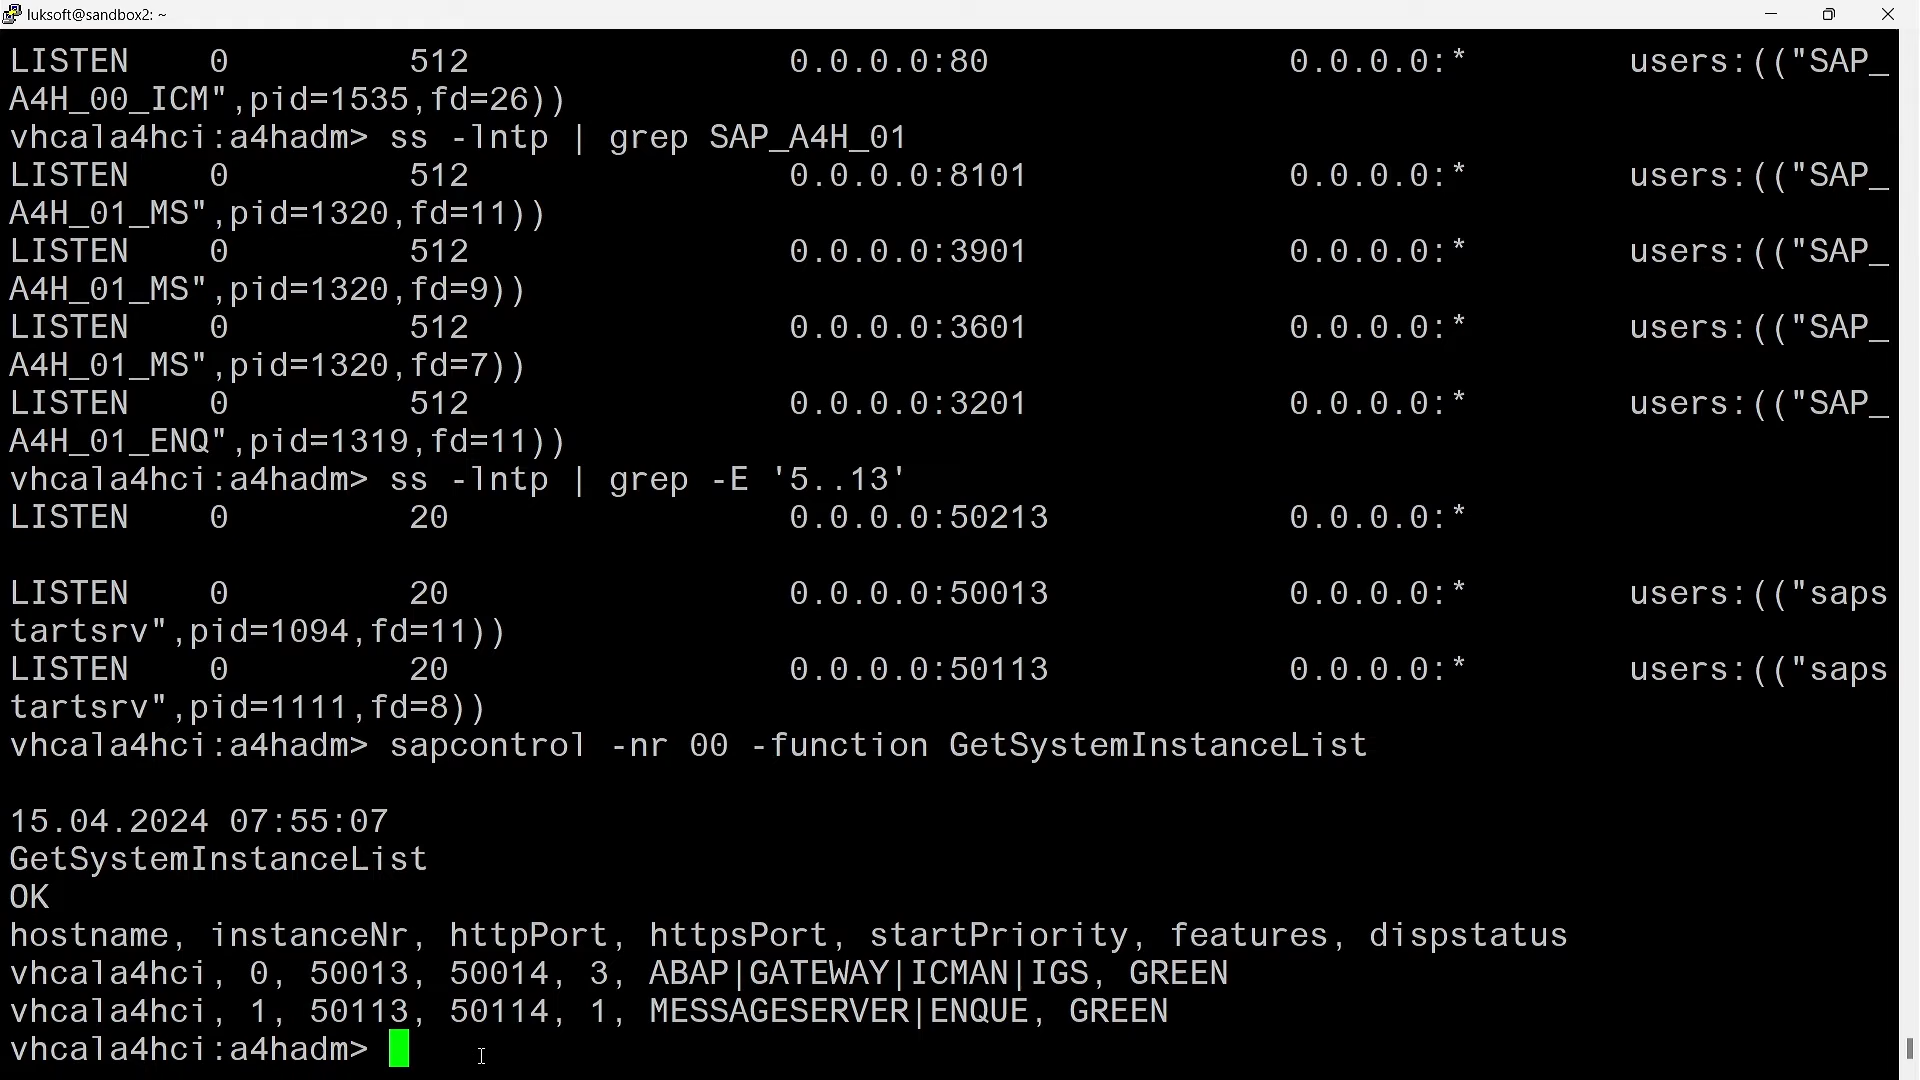 luksoft@sandbox2: ~
LISTEN 0 512 0.0.0.0:80 0.0.0.0:* users:(("SAP_
A4H_00_ICM",pid=1535,fd=26))
vhcala4hci:a4hadm> ss -lntp | grep SAP_A4H_01
LISTEN 0 512 0.0.0.0:8101 0.0.0.0:* users:(("SAP_
A4H_01_MS",pid=1320,fd=11))
LISTEN 0 512 0.0.0.0:3901 0.0.0.0:* users:(("SAP_
A4H_01_MS",pid=1320,fd=9))
LISTEN 0 512 0.0.0.0:3601 0.0.0.0:* users:(("SAP_
A4H_01_MS",pid=1320,fd=7))
LISTEN 0 512 0.0.0.0:3201 0.0.0.0:* users:(("SAP_
A4H_01_ENQ",pid=1319,fd=11))
vhcala4hci:a4hadm> ss -lntp | grep -E '5..13'
LISTEN 0 20 0.0.0.0:50213 0.0.0.0:*
LISTEN 0 20 0.0.0.0:50013 0.0.0.0:* users:(("saps
tartsrv",pid=1094,fd=11))
LISTEN 0 20 0.0.0.0:50113 0.0.0.0:* users:(("saps
tartsrv",pid=1111,fd=8))
vhcala4hci:a4hadm> sapcontrol -nr 00 -function GetSystemInstanceList
15.04.2024 07:55:07
GetSystemInstanceList
OK
hostname, instanceNr, httpPort, httpsPort, startPriority, features, dispstatus
vhcala4hci, 0, 50013, 50014, 3, ABAP|GATEWAY|ICMAN|IGS, GREEN
vhcala4hci, 1, 50113, 50114, 1, MESSAGESERVER|ENQUE, GREEN
vhcala4hci:a4hadm>